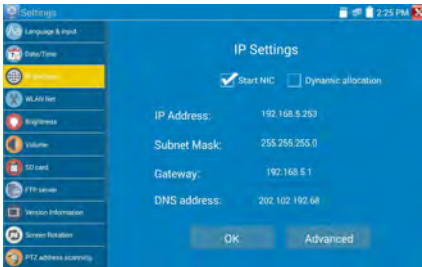 Settings
2:25 PM
Language & Input
Date/Time
IP Settings
WLAN Net
Brightness
Volume
SD card
FTP server
Version Information
Screen Rotation
PTZ address scanning
IP Settings
Start NIC
Dynamic allocation
IP Address:
192.168.5.253
Subnet Mask:
255.255.255.0
Gateway:
192.168.5.1
DNS address:
202.102.192.68
OK
Advanced